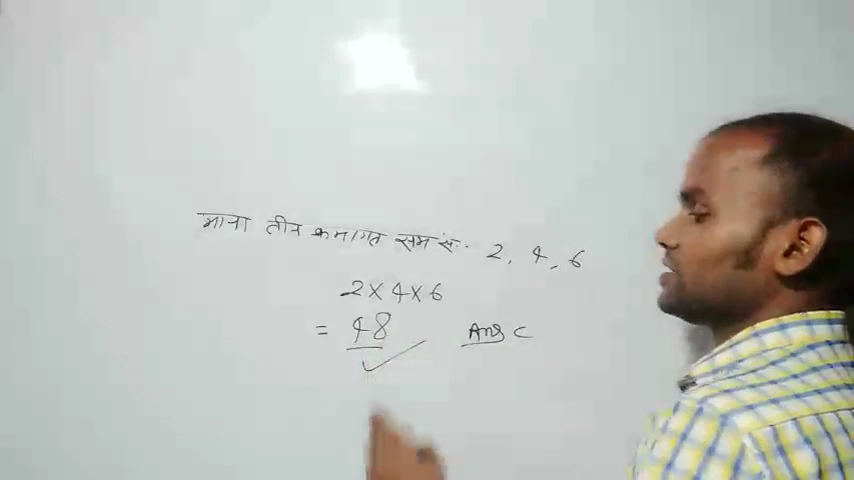 माना तीन क्रमागत सम सं. 2, 4, 6
2×4×6
= 48 Ans C